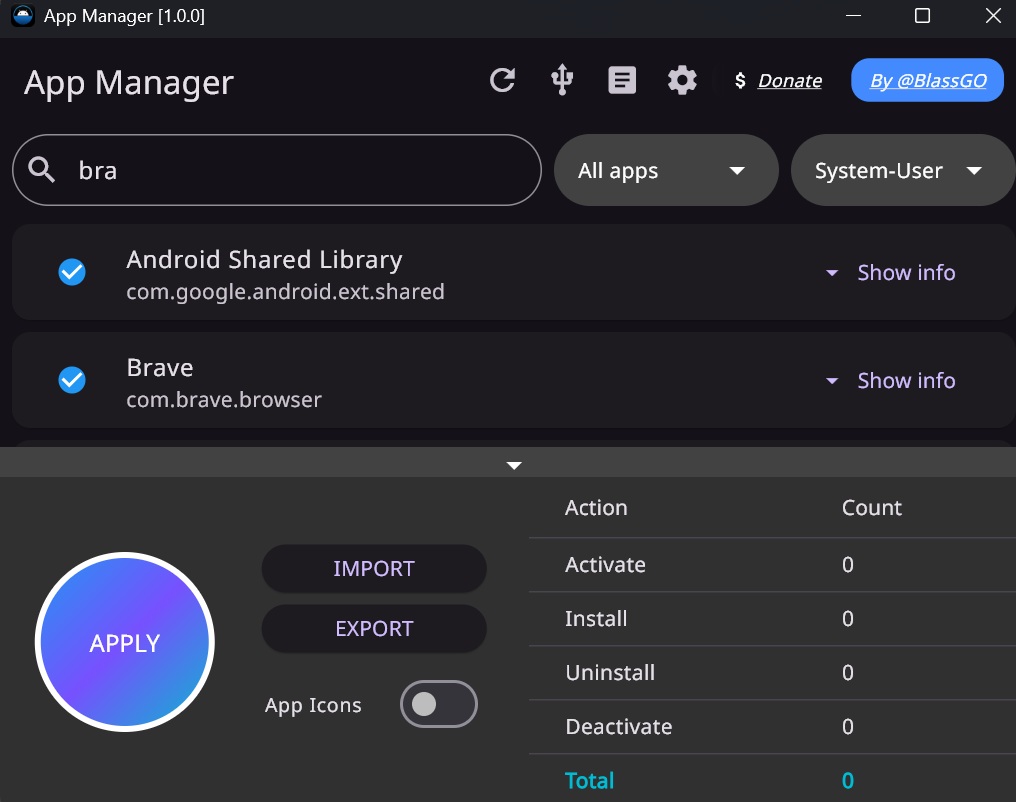 App Manager [1.0.0]
App Manager
$ Donate
By @BlassGO
bra
All apps
System-User
Android Shared Library
com.google.android.ext.shared
Show info
Brave
com.brave.browser
Show info
APPLY
IMPORT
EXPORT
App Icons
Action Count
Activate 0
Install 0
Uninstall 0
Deactivate 0
Total 0